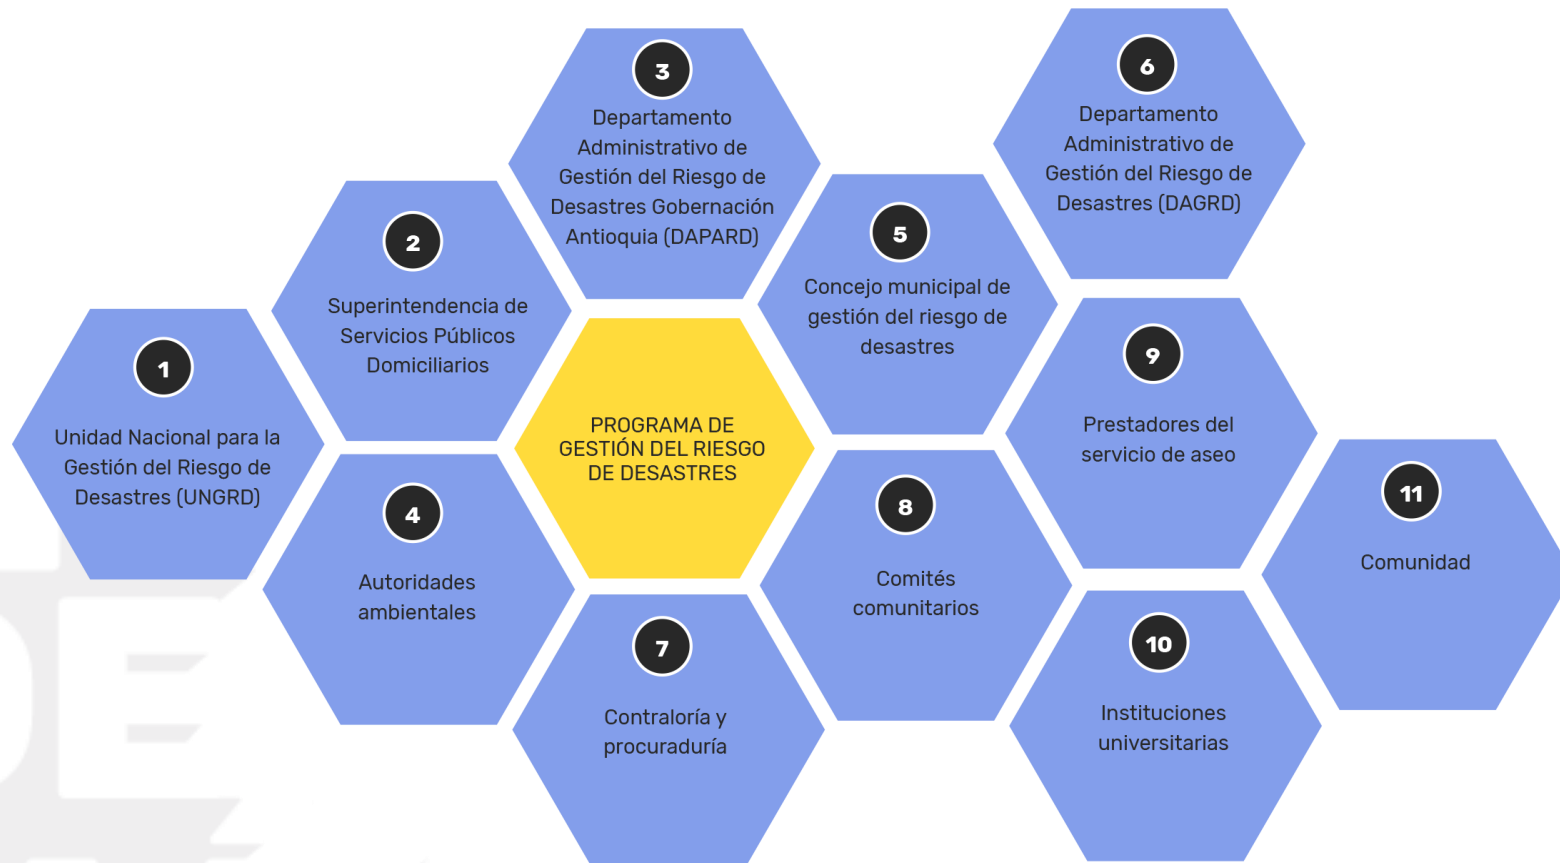 1
Unidad Nacional para la
Gestión del Riesgo de
Desastres (UNGRD)
2
Superintendencia de
Servicios Públicos
Domiciliarios
3
Departamento
Administrativo de
Gestión del Riesgo de
Desastres Gobernación
Antioquia (DAPARD)
4
Autoridades
ambientales
5
Concejo municipal de
gestión del riesgo de
desastres
6
Departamento
Administrativo de
Gestión del Riesgo de
Desastres (DAGRD)
PROGRAMA DE
GESTIÓN DEL RIESGO
DE DESASTRES
7
Contraloría y
procuraduría
8
Comités
comunitarios
9
Prestadores del
servicio de aseo
10
Instituciones
universitarias
11
Comunidad